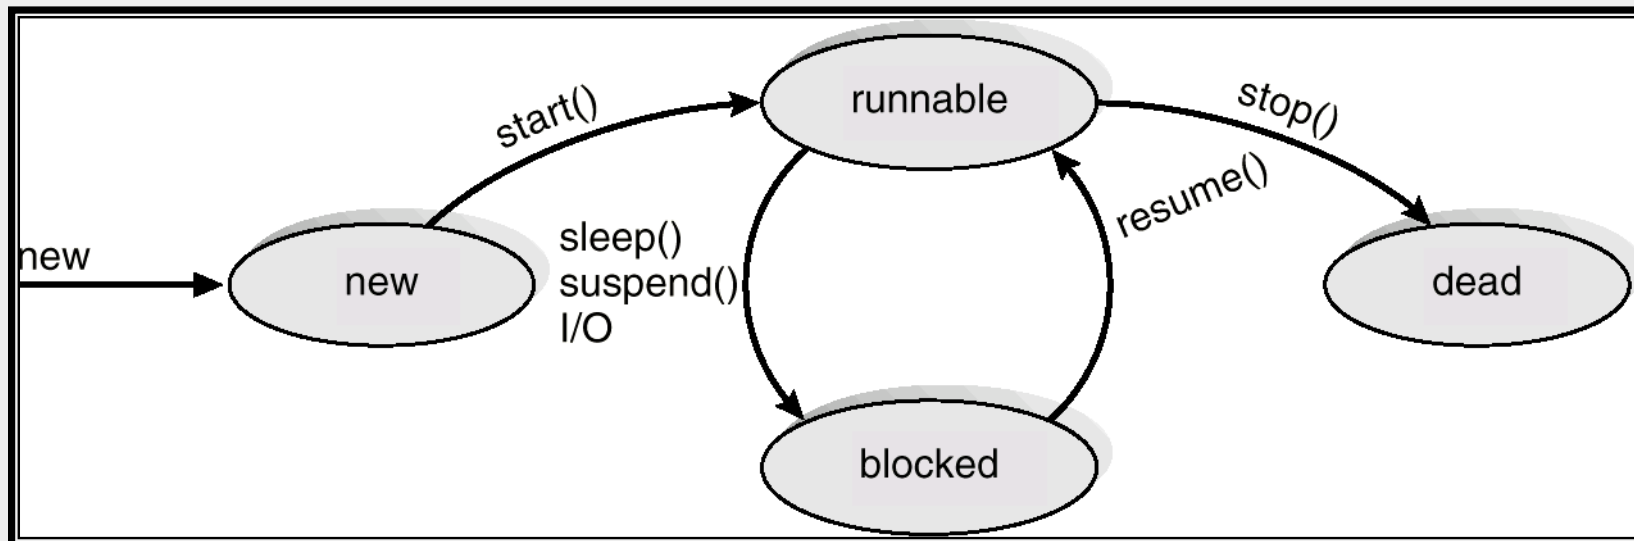 new
new
start()
runnable
stop()
sleep()
suspend()
I/O
resume()
dead
blocked